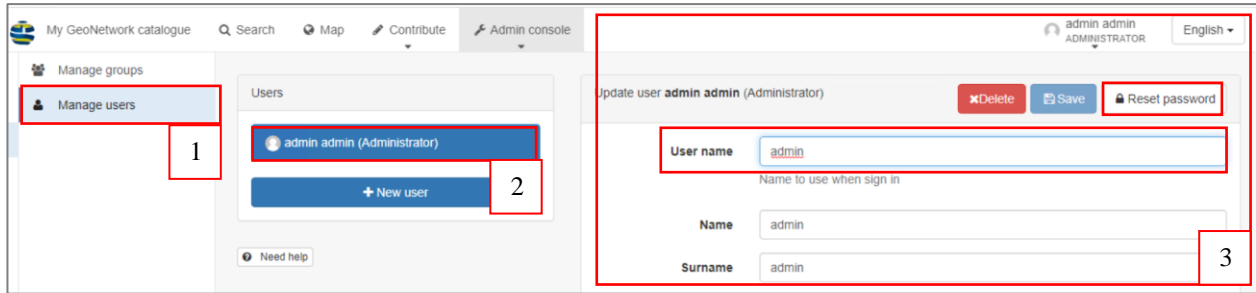 My GeoNetwork catalogue Search Map Contribute Admin console admin admin ADMINISTRATOR English
Manage groups
Manage users
1
Users
admin admin (Administrator)
2
+ New user
Need help
Update user admin admin (Administrator) ×Delete Save Reset password
User name admin
Name to use when sign in
Name admin
Surname admin
3